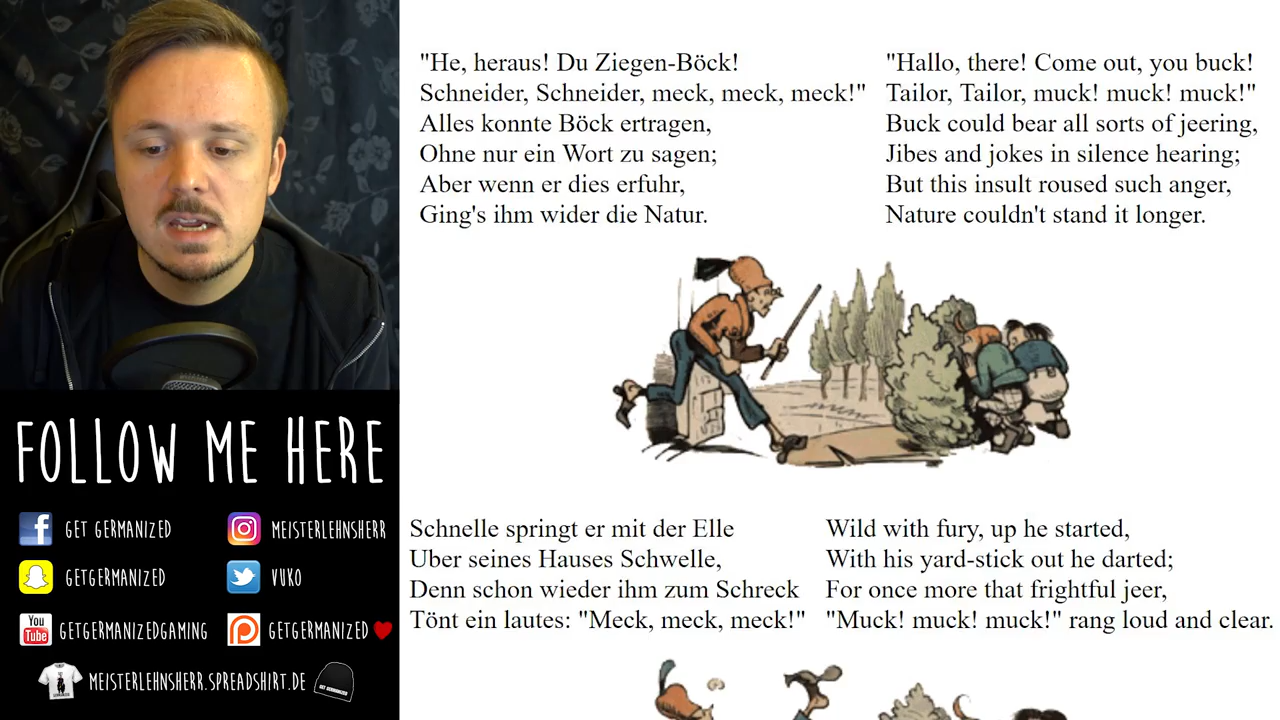 "He, heraus! Du Ziegen-Böck!
Schneider, Schneider, meck, meck, meck!"
Alles konnte Böck ertragen,
Ohne nur ein Wort zu sagen;
Aber wenn er dies erfuhr,
Ging's ihm wider die Natur.
"Hallo, there! Come out, you buck!
Tailor, Tailor, muck! muck! muck!"
Buck could bear all sorts of jeering,
Jibes and jokes in silence hearing;
But this insult roused such anger,
Nature couldn't stand it longer.
Schnelle springt er mit der Elle
Uber seines Hauses Schwelle,
Denn schon wieder ihm zum Schreck
Tönt ein lautes: "Meck, meck, meck!"
Wild with fury, up he started,
With his yard-stick out he darted;
For once more that frightful jeer,
"Muck! muck! muck!" rang loud and clear.
FOLLOW ME HERE
GET GERMANIZED
MEISTERLEHNSHERR
GETGERMANIZED
VUKO
You Tube
GETGERMANIZEDGAMING
GETGERMANIZED
MEISTERLEHNSHERR.SPREADSHIRT.DE
GET GERMANIZED